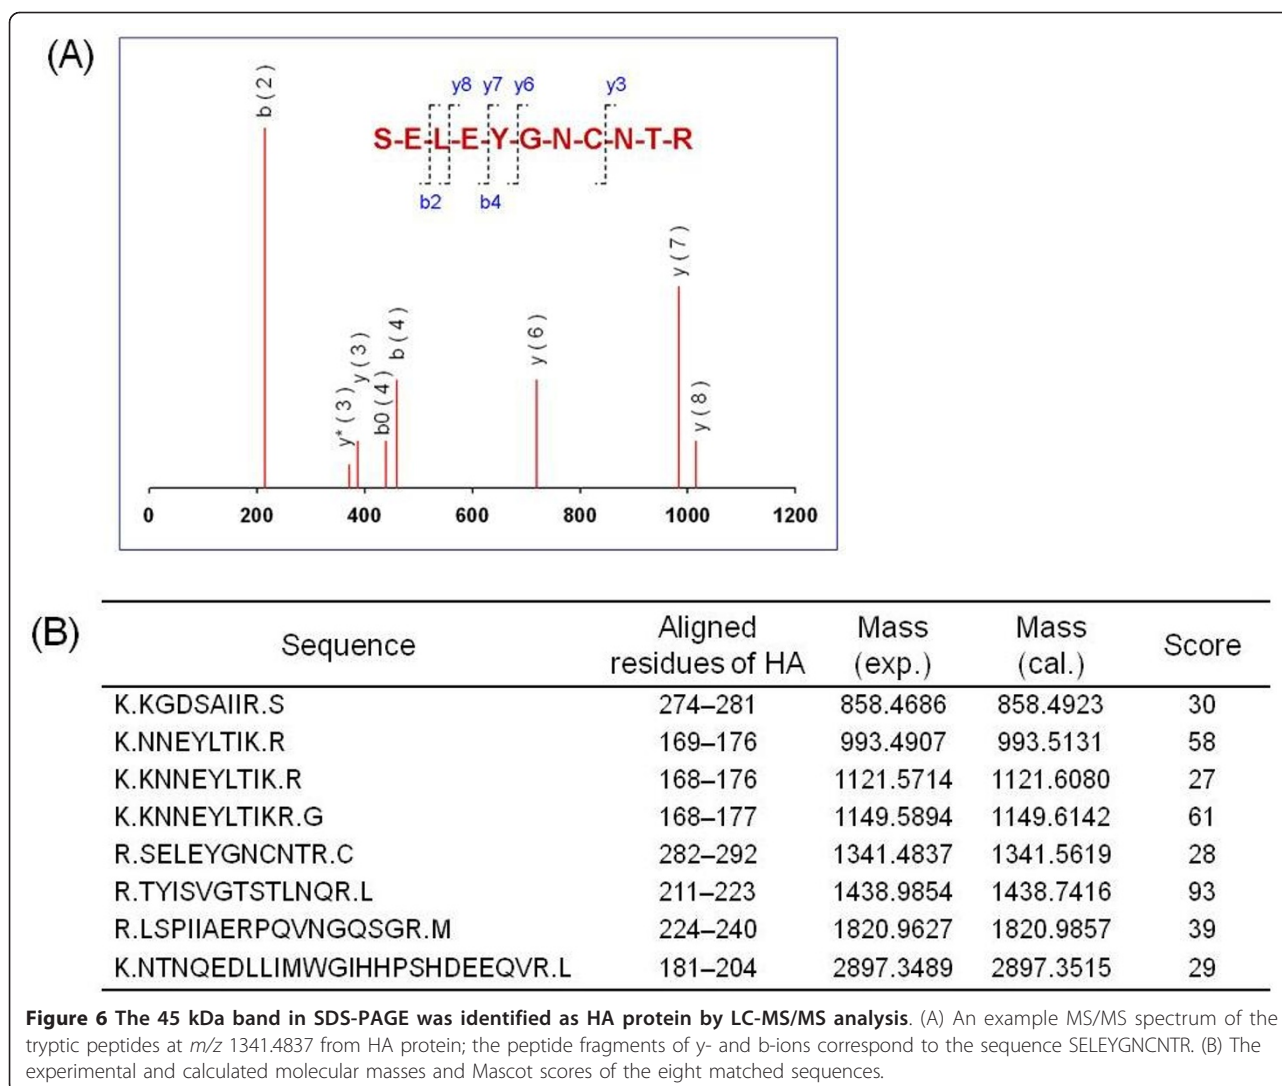 (A)
b ( 2 )
y* ( 3 )
y ( 3 )
b0 ( 4 )
b ( 4 )
y ( 6 )
y ( 7 )
y ( 8 )
y8 y7 y6 y3
S-E-L-E-Y-G-N-C-N-T-R
b2 b4
0 200 400 600 800 1000 1200
(B)
Sequence Aligned residues of HA Mass (exp.) Mass (cal.) Score
K.KGDSAIIR.S 274–281 858.4686 858.4923 30
K.NNEYLTIK.R 169–176 993.4907 993.5131 58
K.KNNEYLTIK.R 168–176 1121.5714 1121.6080 27
K.KNNEYLTIKR.G 168–177 1149.5894 1149.6142 61
R.SELEYGNCNTR.C 282–292 1341.4837 1341.5619 28
R.TYISVGTSTLNQR.L 211–223 1438.9854 1438.7416 93
R.LSPIIAERPQVNGQSGR.M 224–240 1820.9627 1820.9857 39
K.NTNQEDLLIMWGIHHPSHDEEQVR.L 181–204 2897.3489 2897.3515 29
Figure 6 The 45 kDa band in SDS-PAGE was identified as HA protein by LC-MS/MS analysis. (A) An example MS/MS spectrum of the
tryptic peptides at m/z 1341.4837 from HA protein; the peptide fragments of y- and b-ions correspond to the sequence SELEYGNCNTR. (B) The
experimental and calculated molecular masses and Mascot scores of the eight matched sequences.